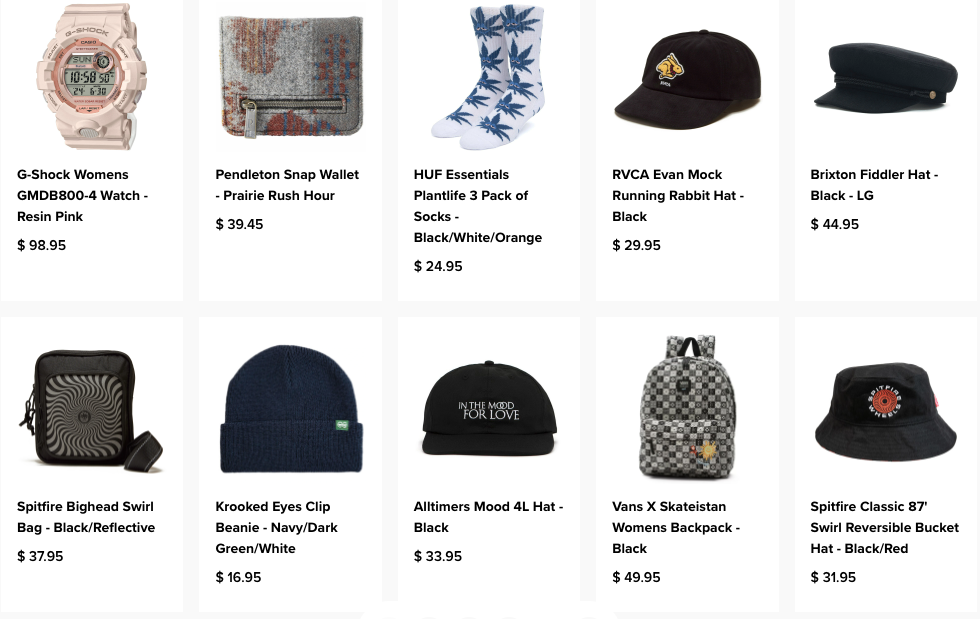 G-SHOCK
CASIO
SUN
10:58 50
24 6-30
G-Shock Womens
GMDB800-4 Watch -
Resin Pink
$ 98.95
Pendleton Snap Wallet
- Prairie Rush Hour
$ 39.45
HUF Essentials
Plantlife 3 Pack of
Socks -
Black/White/Orange
$ 24.95
RVCA
RVCA Evan Mock
Running Rabbit Hat -
Black
$ 29.95
Brixton Fiddler Hat -
Black - LG
$ 44.95
Spitfire Bighead Swirl
Bag - Black/Reflective
$ 37.95
Krooked Eyes Clip
Beanie - Navy/Dark
Green/White
$ 16.95
IN THE MOOD
FOR LOVE
Alltimers Mood 4L Hat -
Black
$ 33.95
Vans X Skateistan
Womens Backpack -
Black
$ 49.95
SPITFIRE
WHEELS
Spitfire Classic 87'
Swirl Reversible Bucket
Hat - Black/Red
$ 31.95